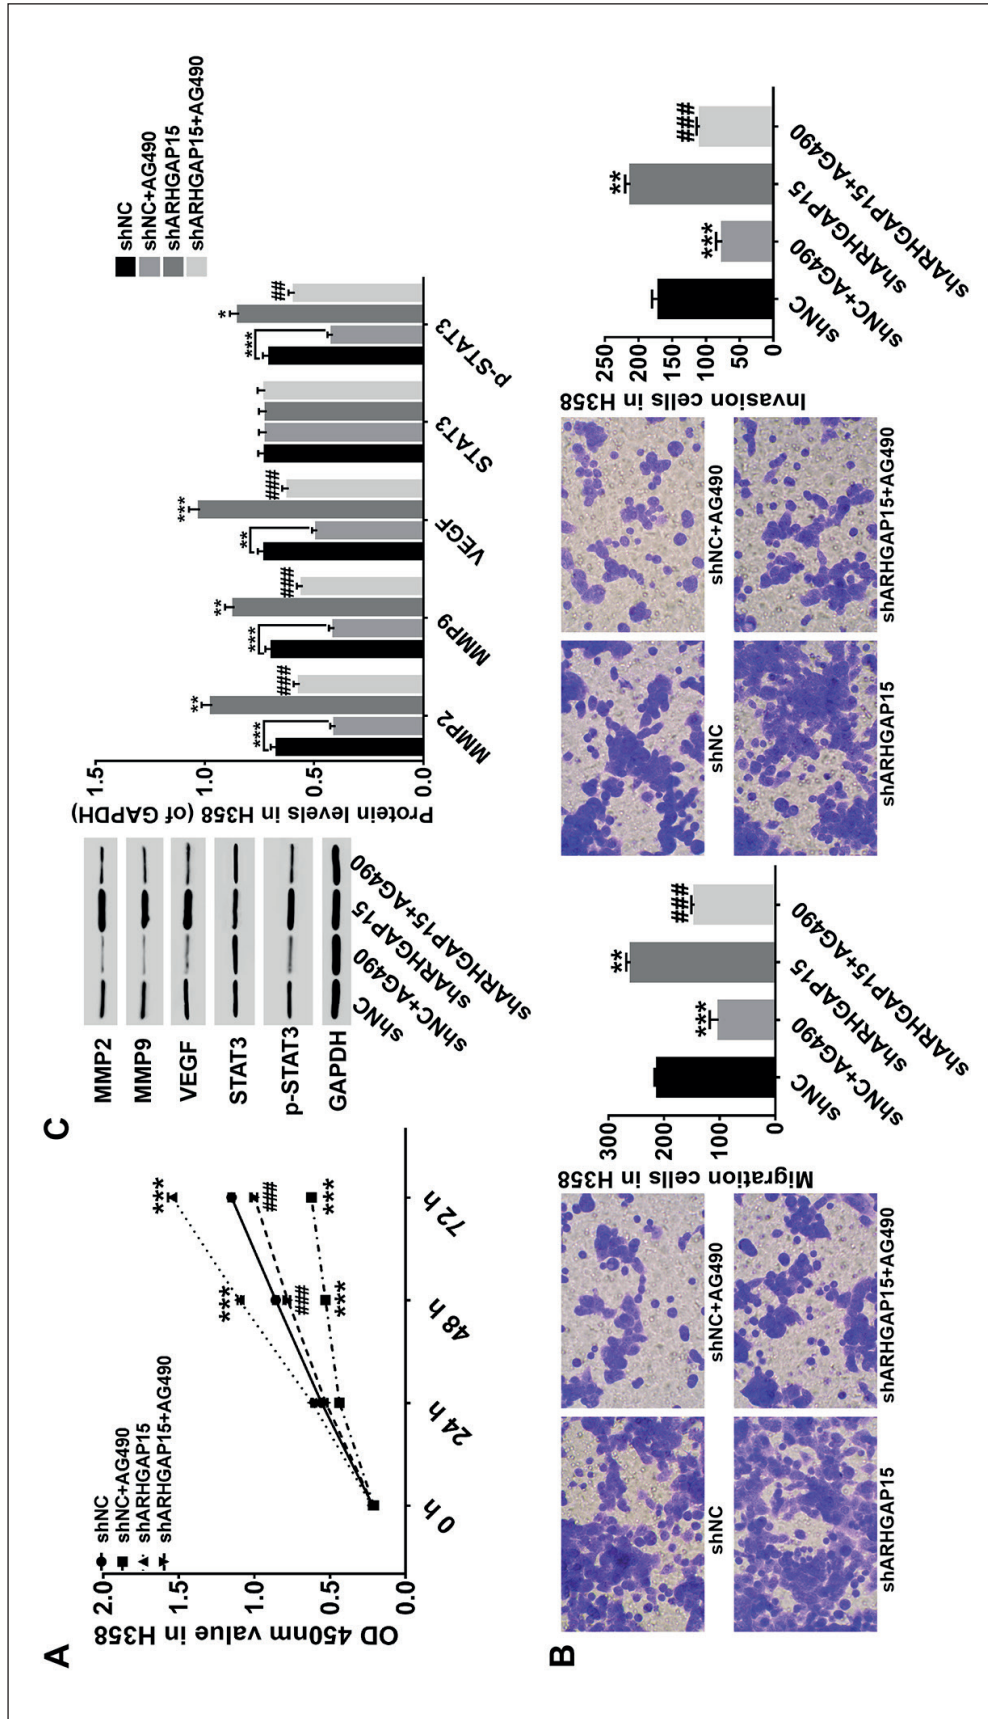 A
OD 450nm value in H358
2.0
1.5
1.0
0.5
0.0
shNC
shNC+AG490
shARHGAP15
shARHGAP15+AG490
***
***
###
###
***
***
0 h
24 h
48 h
72 h
C
MMP2
MMP9
VEGF
STAT3
p-STAT3
GAPDH
shNC
shNC+AG490
shARHGAP15
shARHGAP15+AG490
Protein levels in H358 (of GAPDH)
1.5
1.0
0.5
0.0
***
**
###
***
**
###
**
***
###
***
*
##
MMP2
MMP9
VEGF
STAT3
p-STAT3
shNC
shNC+AG490
shARHGAP15
shARHGAP15+AG490
B
shNC
shNC+AG490
shARHGAP15
shARHGAP15+AG490
Migration cells in H358
300
200
100
0
***
**
###
shNC
shNC+AG490
shARHGAP15
shARHGAP15+AG490
shNC
shNC+AG490
shARHGAP15
shARHGAP15+AG490
Invasion cells in H358
250
200
150
100
50
0
***
**
###
shNC
shNC+AG490
shARHGAP15
shARHGAP15+AG490